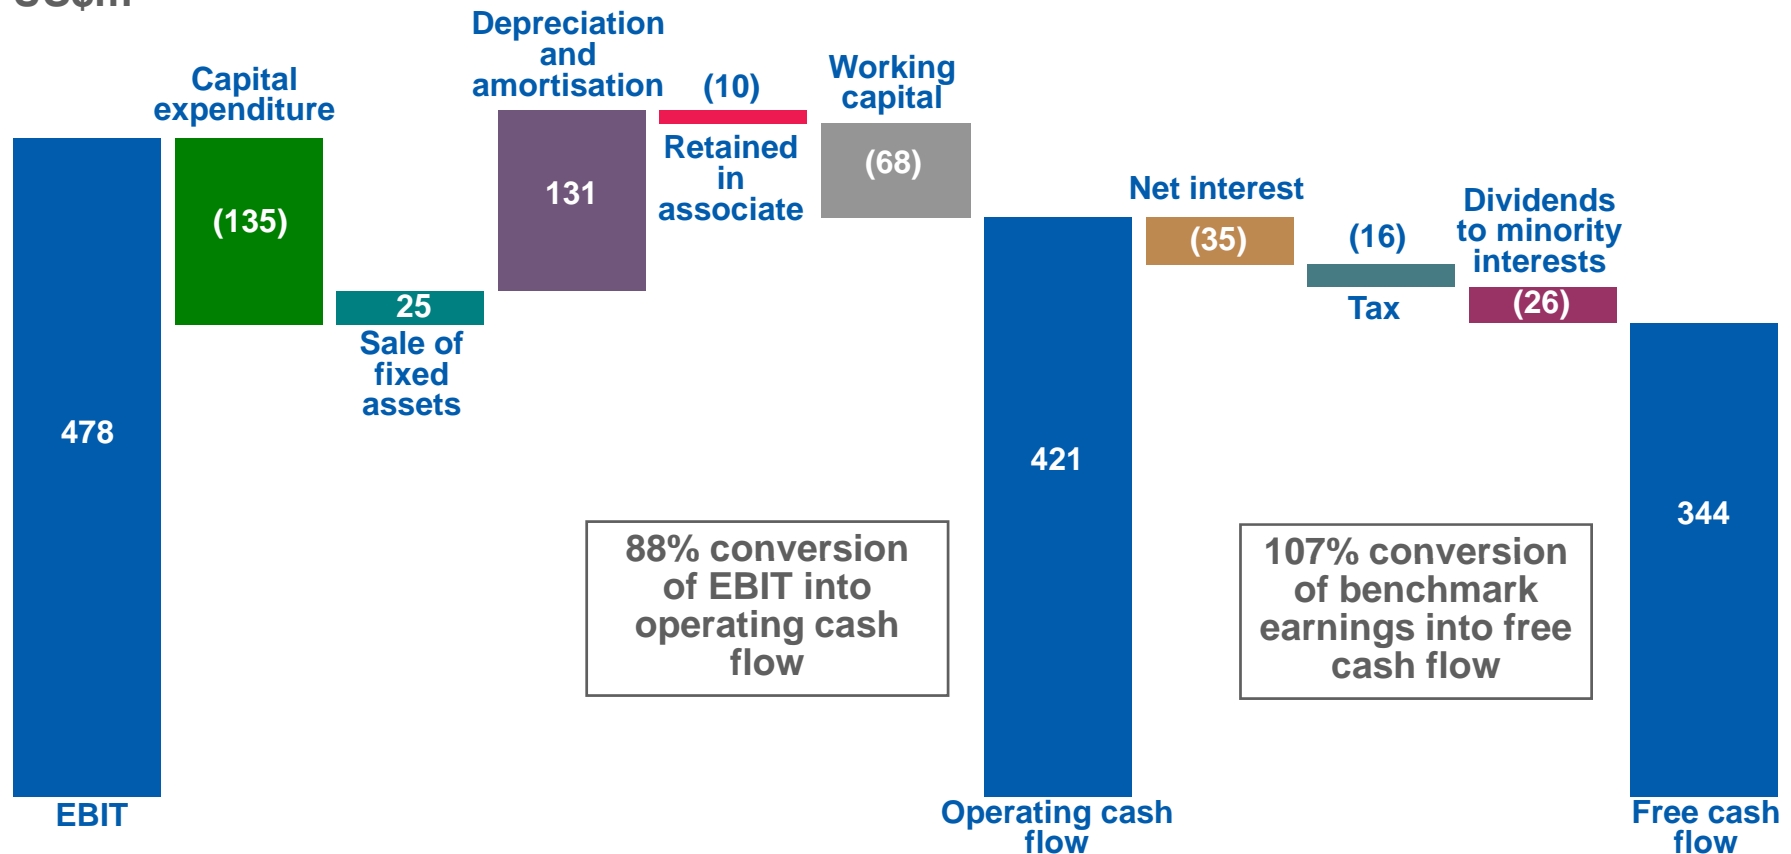 Capital
expenditure
(135)
25
Sale of
fixed
assets
Depreciation
and
amortisation
131
(10)
Retained
in
associate
Working
capital
(68)
Net interest
(35)
(16)
Tax
Dividends
to minority
interests
(26)
478
EBIT
88% conversion
of EBIT into
operating cash
flow
421
Operating cash
flow
107% conversion
of benchmark
earnings into free
cash flow
344
Free cash
flow